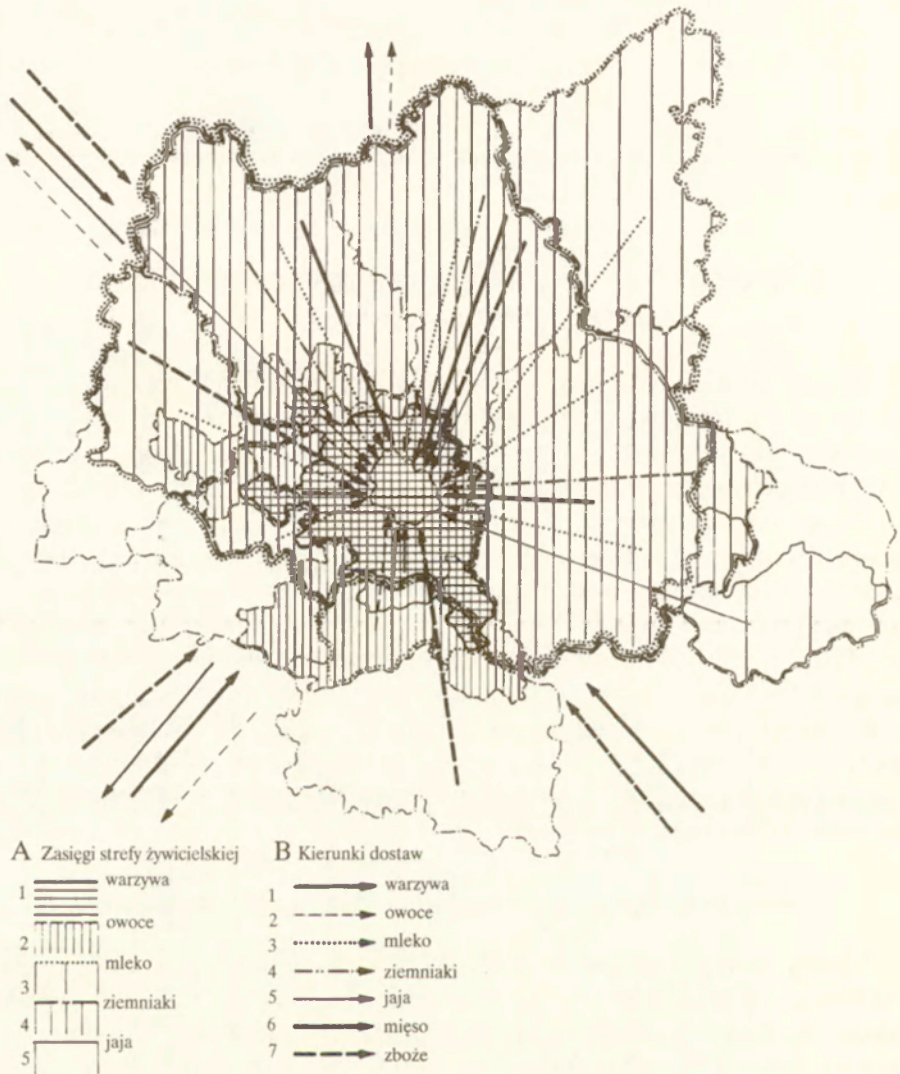 A Zasięgi strefy żywicielskiej
1 warzywa
2 owoce
3 mleko
4 ziemniaki
5 jaja
B Kierunki dostaw
1 warzywa
2 owoce
3 mleko
4 ziemniaki
5 jaja
6 mięso
7 zboże